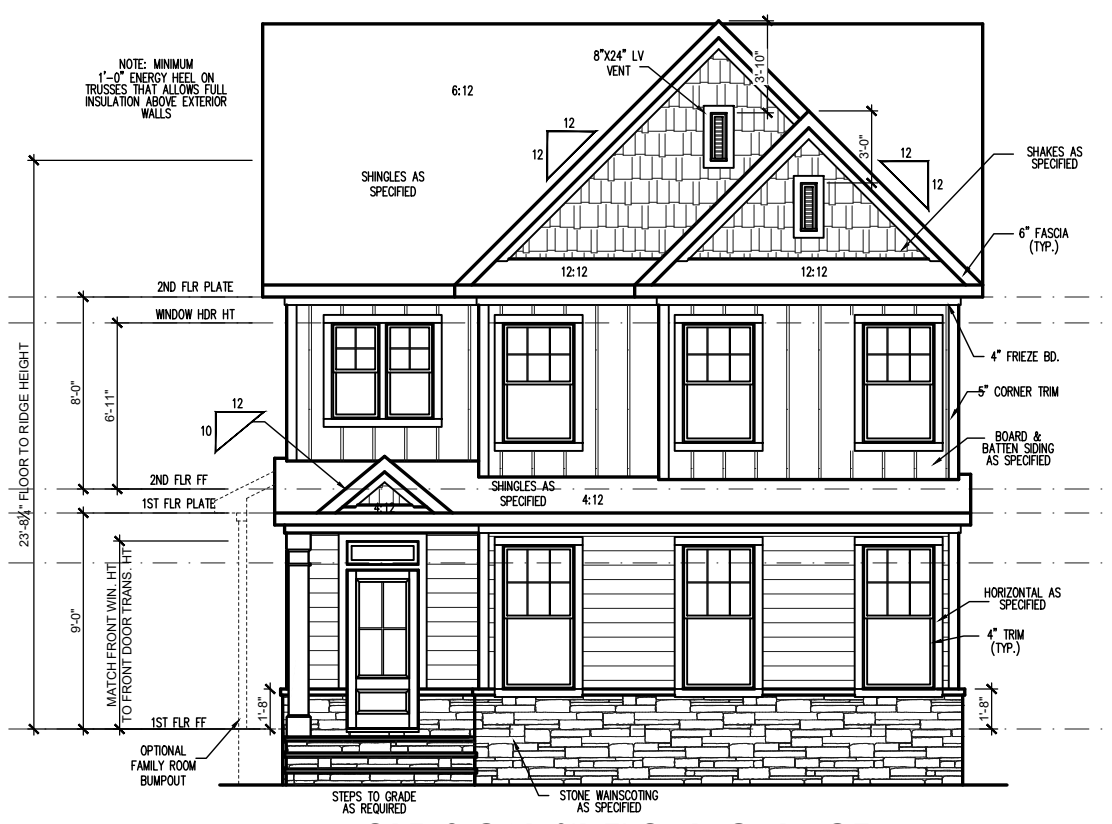 NOTE: MINIMUM
1'-0" ENERGY HEEL ON
TRUSSES THAT ALLOWS FULL
INSULATION ABOVE EXTERIOR
WALLS
6:12
8"X24" LV
VENT
3'-10"
12
12
3'-0"
12
12
SHINGLES AS
SPECIFIED
SHAKES AS
SPECIFIED
6" FASCIA
(TYP.)
12:12
12:12
2ND FLR PLATE
WINDOW HDR HT
23'-8¼" FLOOR TO RIDGE HEIGHT
8'-0"
6'-11"
4" FRIEZE BD.
5" CORNER TRIM
12
10
BOARD &
BATTEN SIDING
AS SPECIFIED
2ND FLR FF
1ST FLR PLATE
SHINGLES AS
SPECIFIED
4:12
4:12
9'-0"
MATCH FRONT WIN. HT
TO FRONT DOOR TRANS. HT
HORIZONTAL AS
SPECIFIED
4" TRIM
(TYP.)
1'-8"
1'-8"
1ST FLR FF
OPTIONAL
FAMILY ROOM
BUMPOUT
STEPS TO GRADE
AS REQUIRED
STONE WAINSCOTING
AS SPECIFIED